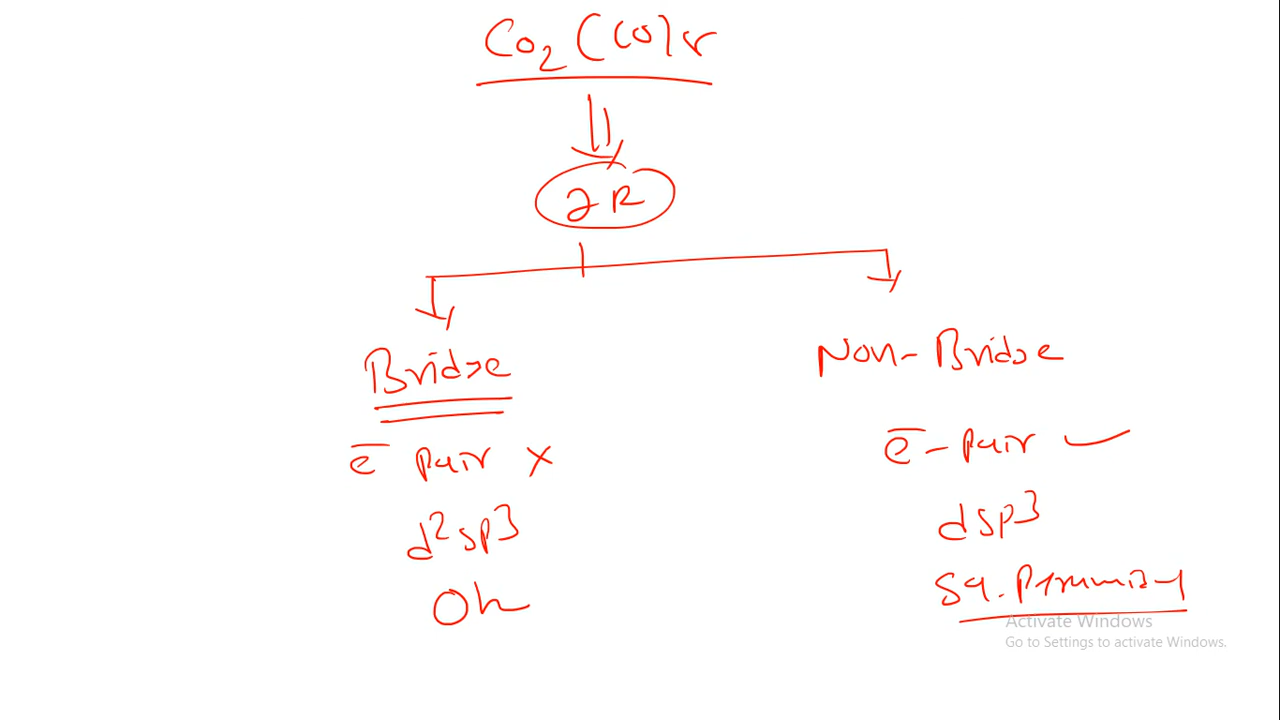 Co2 (CO)8
2R
Bridge
Non-Bridge
e̅ pair ×
e̅-pair ✓
d²sp3
dsp3
Oh
Sq.
Activate Windows
Go to Settings to activate Windows.